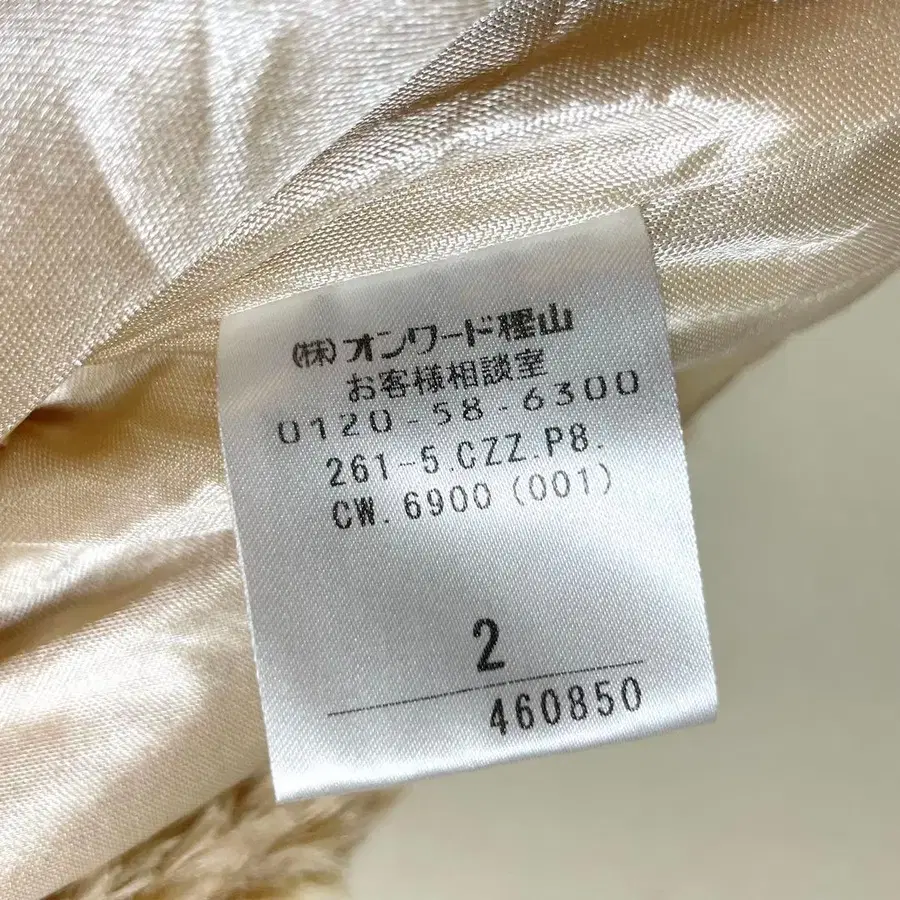 (株)オンワード樫山
お客様相談室
0120-58-6300
261-5.CZZ.P8.
CW.6900(001)
2
460850